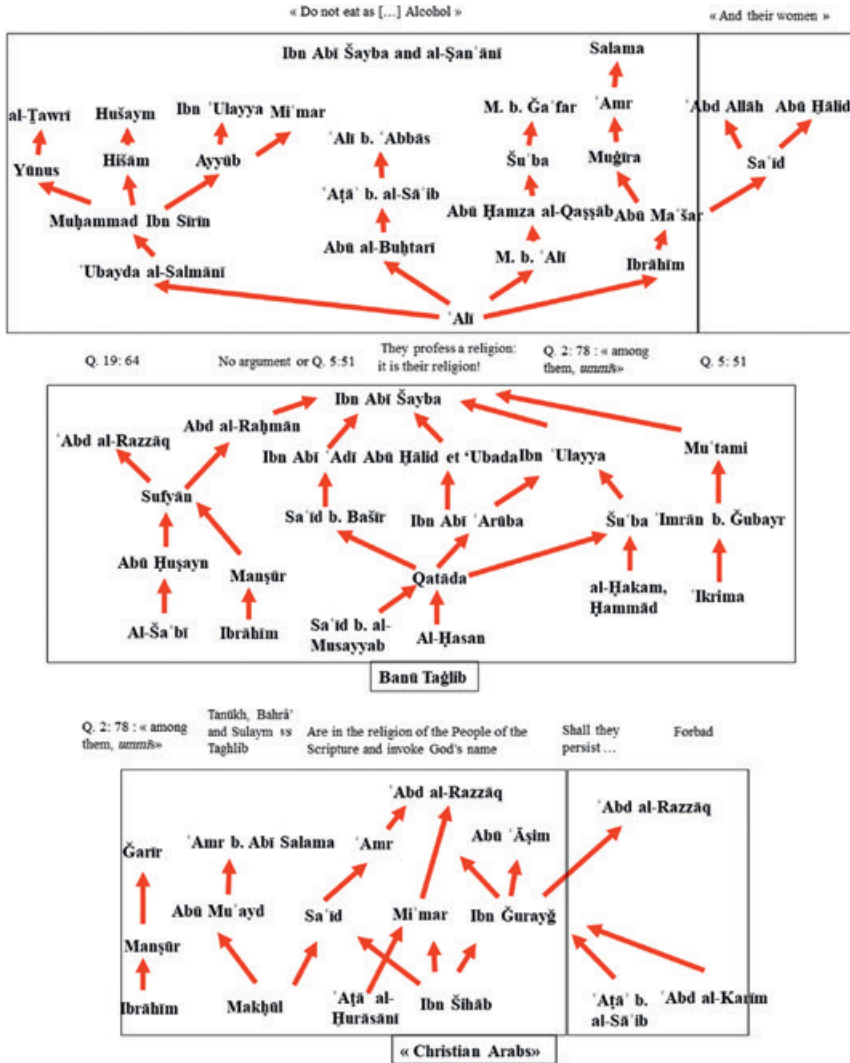 « Do not eat as [...] Alcohol »
« And their women »
Ibn Abī Šayba and al-Ṣanʿānī
Salama
al-Ṯawrī
Hušaym
Ibn ʿUlayya
Miʿmar
M. b. Ǧaʿfar
ʿAmr
ʿAbd Allāh
Abū Ḫālid
ʿAlī b. ʿAbbās
Yūnus
Hišām
Ayyūb
Šuʿba
Muġīra
Saʿīd
ʿAṭāʾ b. al-Sāʾib
Muḥammad Ibn Sīrīn
Abū Ḥamza al-Qaṣṣāb
Abū Maʿšar
Abū al-Buḫtarī
ʿUbayda al-Salmānī
M. b. ʿAlī
Ibrāhīm
ʿAlī
Q. 19: 64
No argument or Q. 5:51
They profess a religion:
it is their religion!
Q. 2: 78 : « among
them, ummīs»
Q. 5: 51
Ibn Abī Šayba
ʿAbd al-Razzāq
Abd al-Raḥmān
Ibn Abī ʿAdī
Abū Ḫālid et ʿUbada
Ibn ʿUlayya
Muʿtami
Sufyān
Saʿīd b. Bašīr
Ibn Abī ʿArūba
Šuʿba
ʿImrān b. Ǧubayr
Abū Ḥuṣayn
Manṣūr
Qatāda
al-Ḥakam,
Ḥammād
ʿIkrima
Al-Šaʿbī
Ibrāhīm
Saʿīd b. al-
Musayyab
Al-Ḥasan
Banū Taġlib
Q. 2: 78 : « among
them, ummīs»
Tanūkh, Bahrāʾ
and Sulaym vs
Taghlib
Are in the religion of the People of the
Scripture and invoke God's name
Shall they
persist ...
Forbad
ʿAbd al-Razzāq
ʿAbd al-Razzāq
Ǧarīr
ʿAmr b. Abī Salama
ʿAmr
Abū ʿĀṣim
Abū Muʿayd
Saʿīd
Miʿmar
Ibn Ǧurayǧ
Manṣūr
Ibrāhīm
Makḥūl
ʿAṭāʾ al-
Ḫurāsānī
Ibn Šihāb
ʿAṭāʾ b.
al-Sāʾib
ʿAbd al-Karīm
« Christian Arabs»